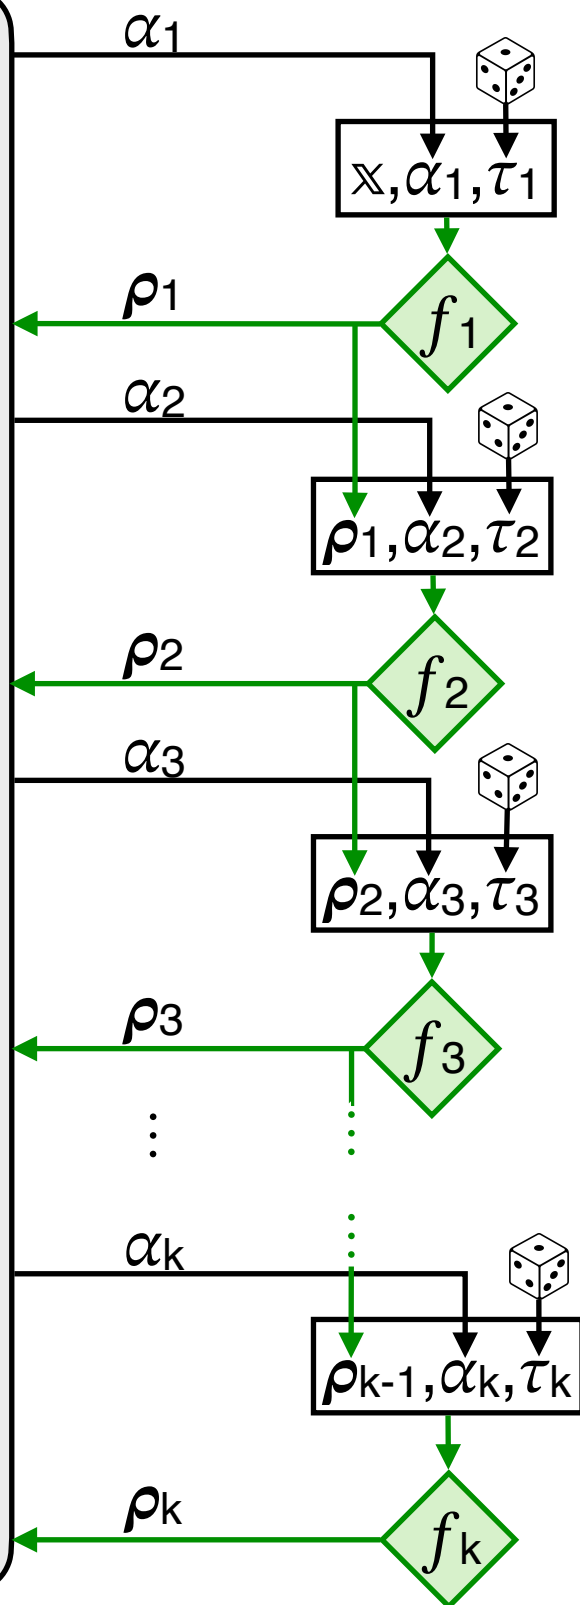 α₁
𝕩,α₁,τ₁
𝝆₁
f₁
α₂
𝝆₁,α₂,τ₂
𝝆₂
f₂
α₃
𝝆₂,α₃,τ₃
𝝆₃
f₃
⋮
αk
𝝆k-1,αk,τk
𝝆k
fk